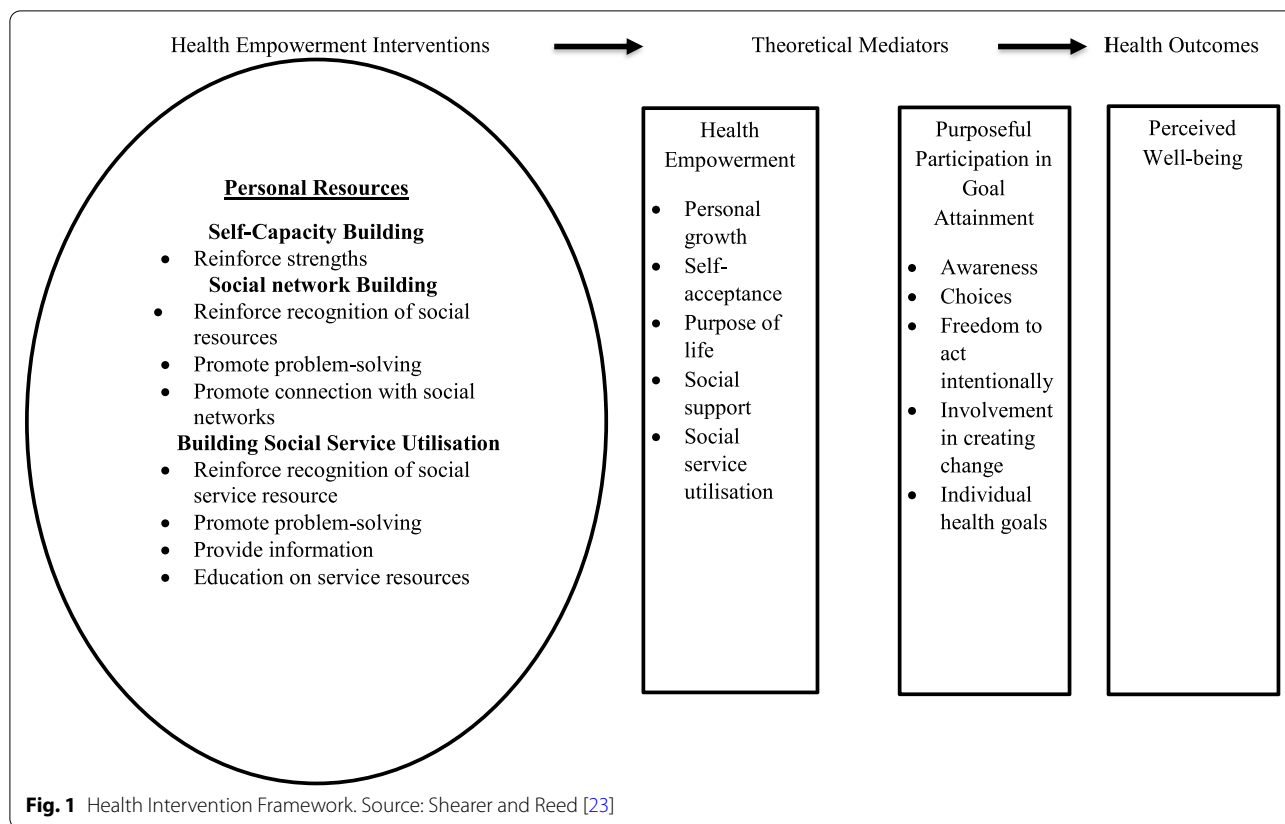 Health Empowerment Interventions
Theoretical Mediators
Health Outcomes
Personal Resources
Self-Capacity Building
• Reinforce strengths
Social network Building
• Reinforce recognition of social
resources
• Promote problem-solving
• Promote connection with social
networks
Building Social Service Utilisation
• Reinforce recognition of social
service resource
• Promote problem-solving
• Provide information
• Education on service resources
Health
Empowerment
• Personal
growth
• Self-
acceptance
• Purpose of
life
• Social
support
• Social
service
utilisation
Purposeful
Participation in
Goal
Attainment
• Awareness
• Choices
• Freedom to
act
intentionally
• Involvement
in creating
change
• Individual
health goals
Perceived
Well-being
Fig. 1 Health Intervention Framework. Source: Shearer and Reed [23]